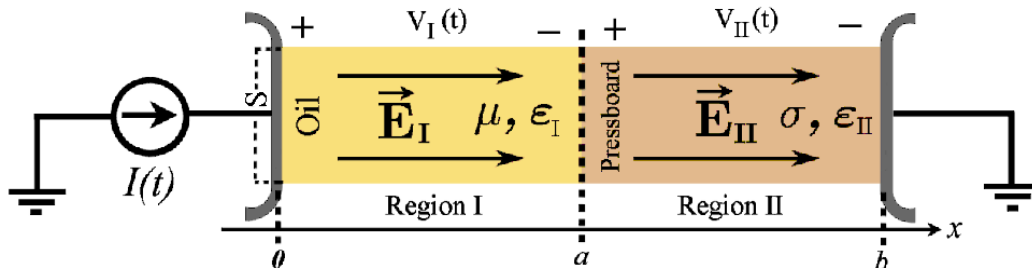 + V_I(t) − + V_II(t) −
S
Oil
E_I μ, ε_I
Pressboard
E_II σ, ε_II
I(t)
Region I Region II
x
0 a b